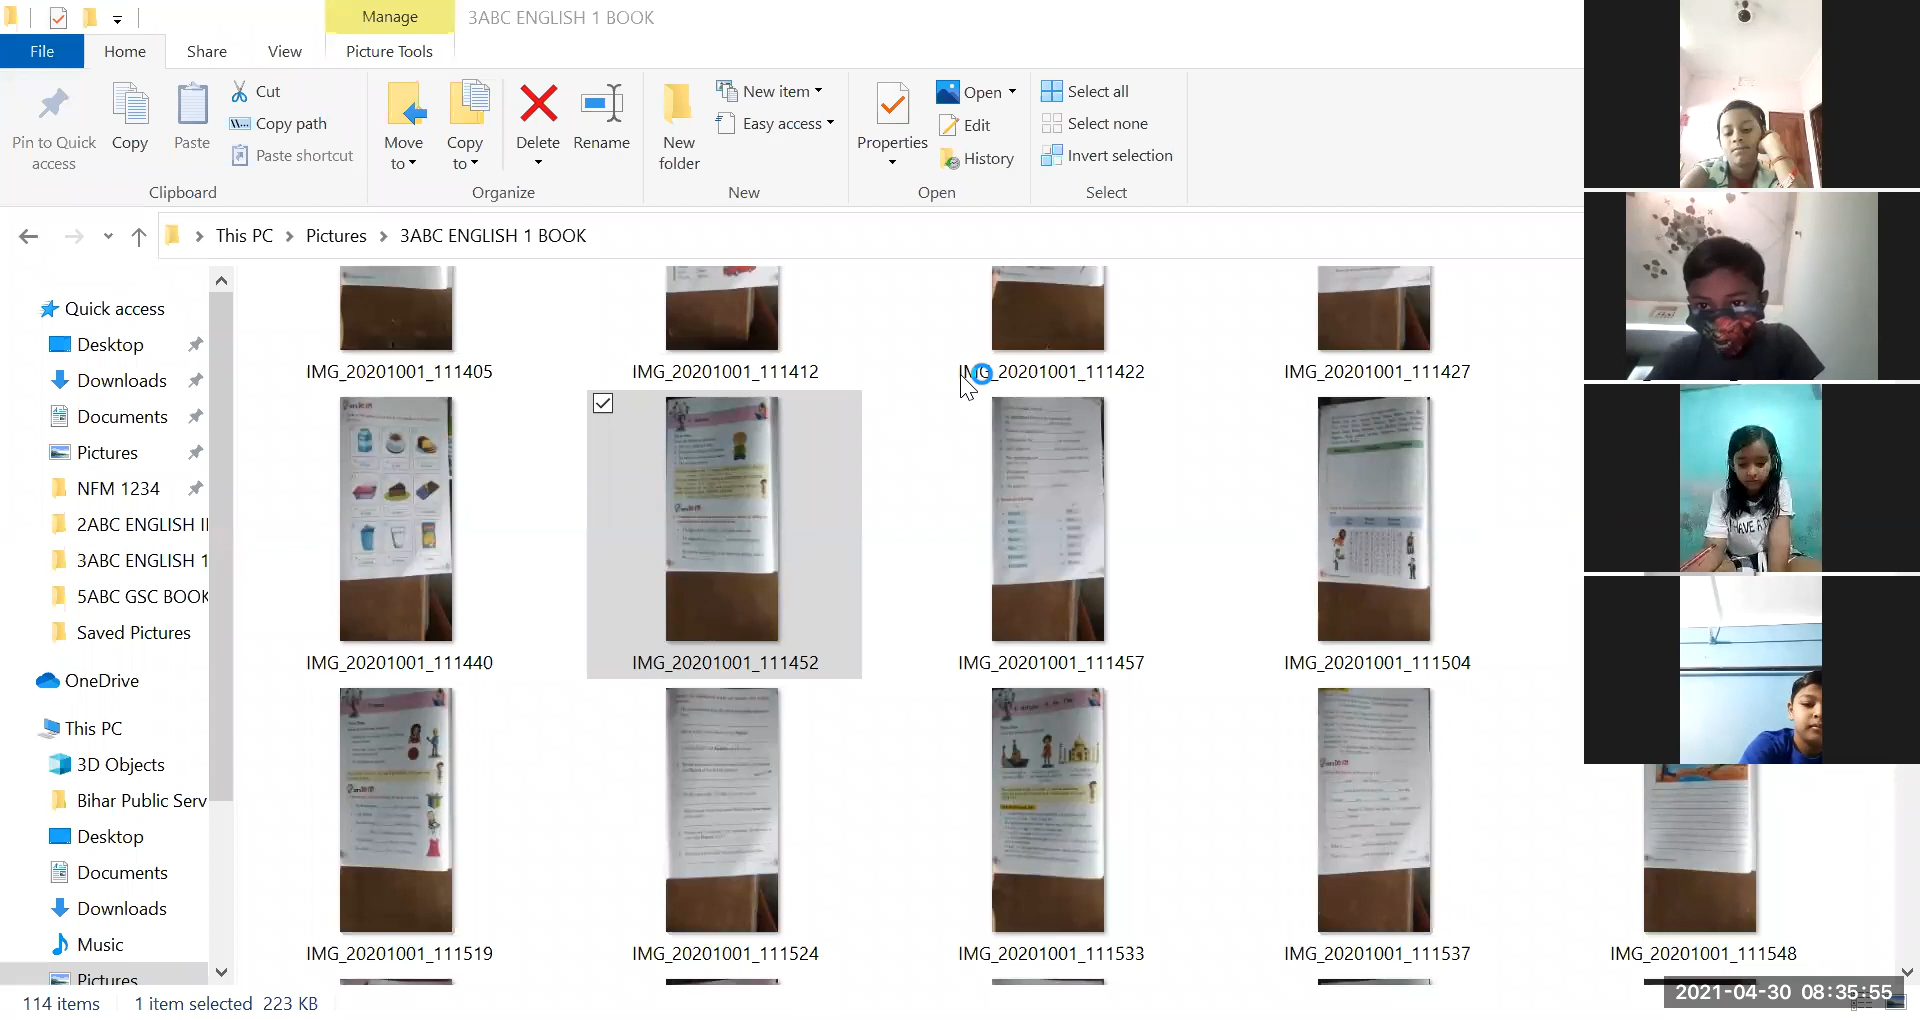 Manage
3ABC ENGLISH 1 BOOK
File
Home
Share
View
Picture Tools
Pin to Quick access
Copy
Paste
Cut
Copy path
Paste shortcut
Clipboard
Move to
Copy to
Delete
Rename
Organize
New folder
New item
Easy access
New
Properties
Open
Edit
History
Open
Select all
Select none
Invert selection
Select
This PC
Pictures
3ABC ENGLISH 1 BOOK
Quick access
Desktop
Downloads
Documents
Pictures
NFM 1234
2ABC ENGLISH II
3ABC ENGLISH 1
5ABC GSC BOOK
Saved Pictures
OneDrive
This PC
3D Objects
Bihar Public Serv
Desktop
Documents
Downloads
Music
Pictures
IMG_20201001_111405
IMG_20201001_111412
IMG_20201001_111422
IMG_20201001_111427
IMG_20201001_111440
IMG_20201001_111452
IMG_20201001_111457
IMG_20201001_111504
IMG_20201001_111519
IMG_20201001_111524
IMG_20201001_111533
IMG_20201001_111537
IMG_20201001_111548
114 items
1 item selected 223 KB
2021-04-30 08:35:55